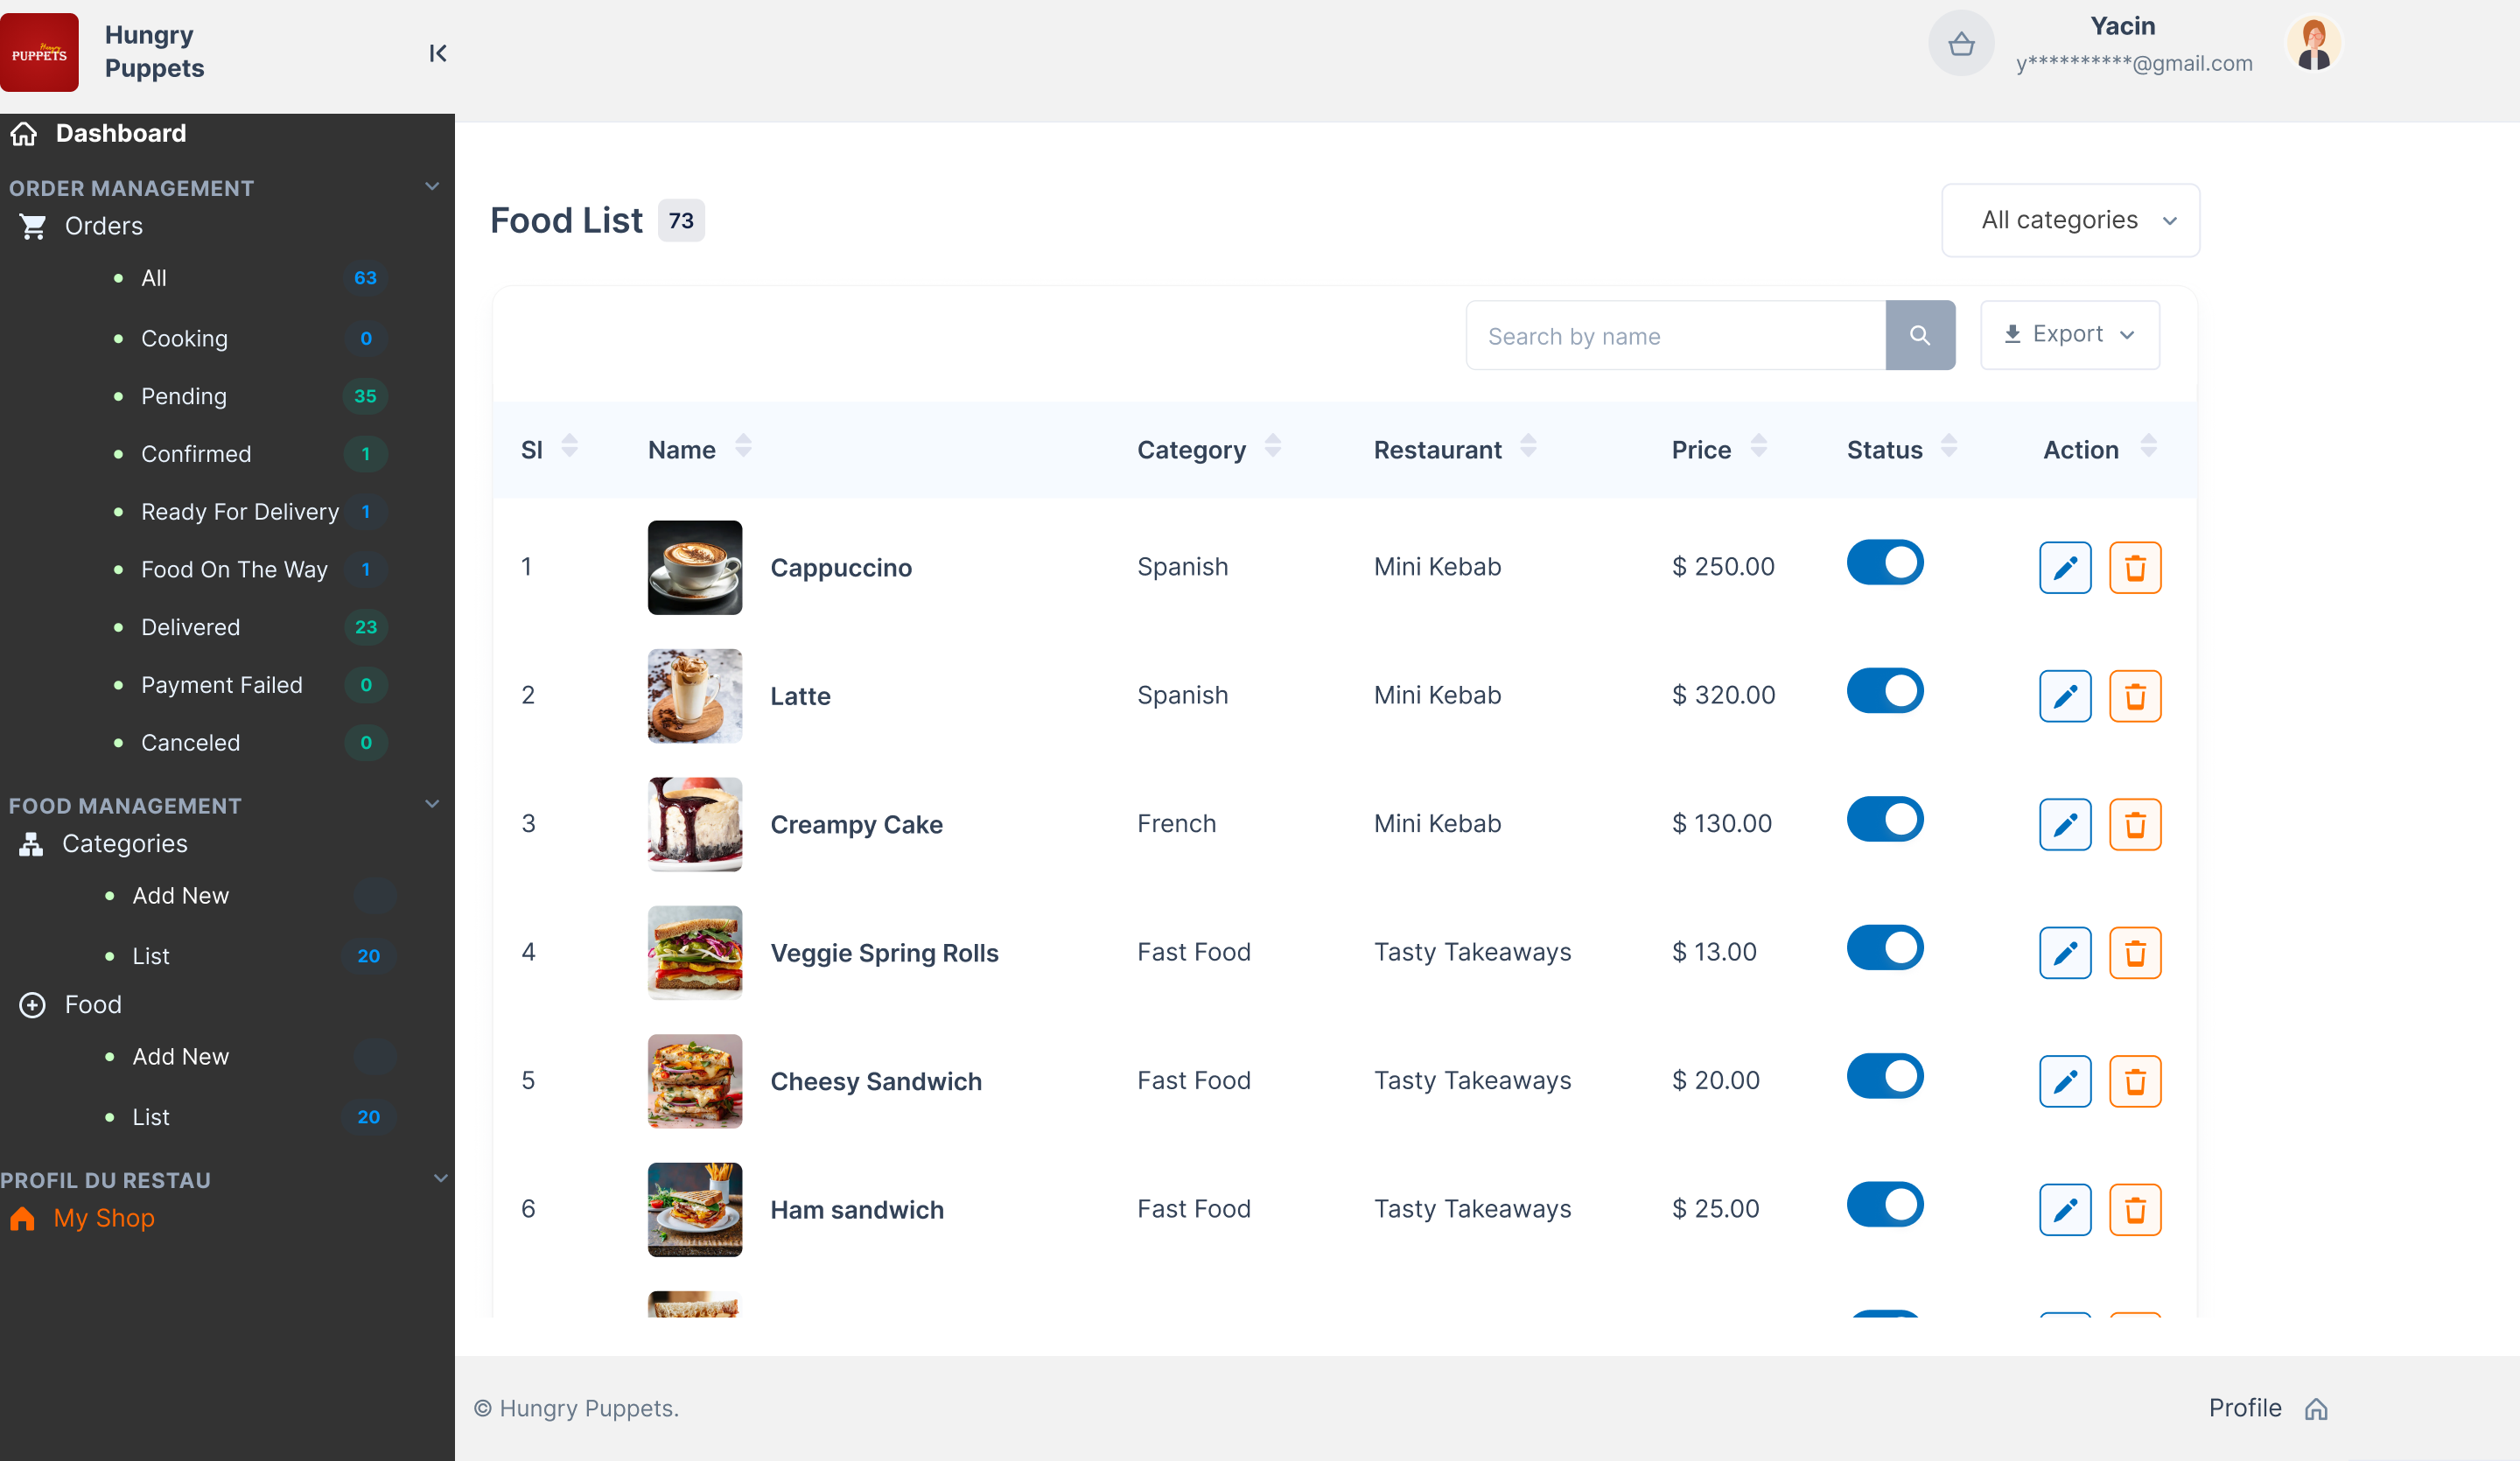 Hungry
PUPPETS
Hungry
Puppets
Yacin
y**********@gmail.com
Dashboard
ORDER MANAGEMENT
Orders
All 63
Cooking 0
Pending 35
Confirmed 1
Ready For Delivery 1
Food On The Way 1
Delivered 23
Payment Failed 0
Canceled 0
FOOD MANAGEMENT
Categories
Add New
List 20
Food
Add New
List 20
PROFIL DU RESTAU
My Shop
Food List 73
All categories
Search by name
Export
Sl Name Category Restaurant Price Status Action
1 Cappuccino Spanish Mini Kebab $ 250.00
2 Latte Spanish Mini Kebab $ 320.00
3 Creampy Cake French Mini Kebab $ 130.00
4 Veggie Spring Rolls Fast Food Tasty Takeaways $ 13.00
5 Cheesy Sandwich Fast Food Tasty Takeaways $ 20.00
6 Ham sandwich Fast Food Tasty Takeaways $ 25.00
© Hungry Puppets.
Profile